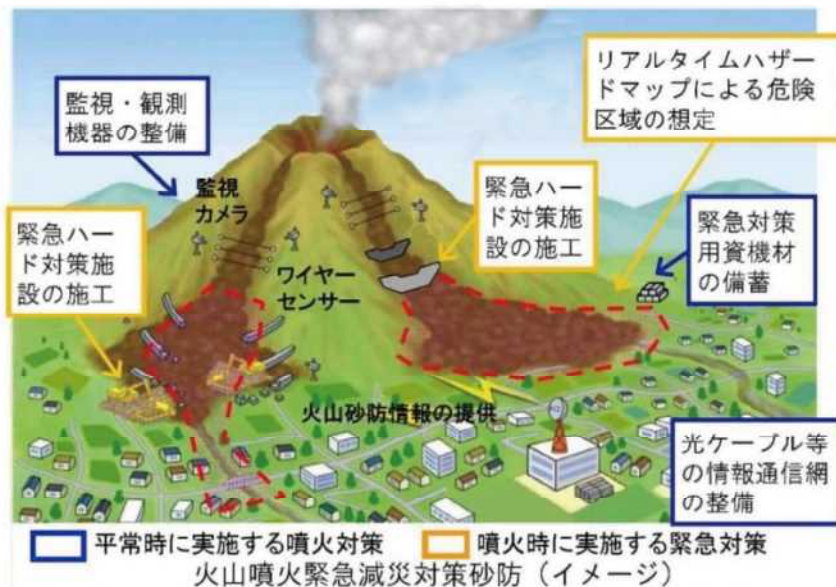 リアルタイムハザー
ドマップによる危険
区域の想定
監視・観測
機器の整備
監視
カメラ
緊急ハー
ド対策施
設の施工
緊急対策
用資機材
の備蓄
緊急ハー
ド対策施
設の施工
ワイヤー
センサー
火山砂防情報の提供
光ケーブル等
の情報通信網
の整備
平常時に実施する噴火対策
噴火時に実施する緊急対策
火山噴火緊急減災対策砂防（イメージ）